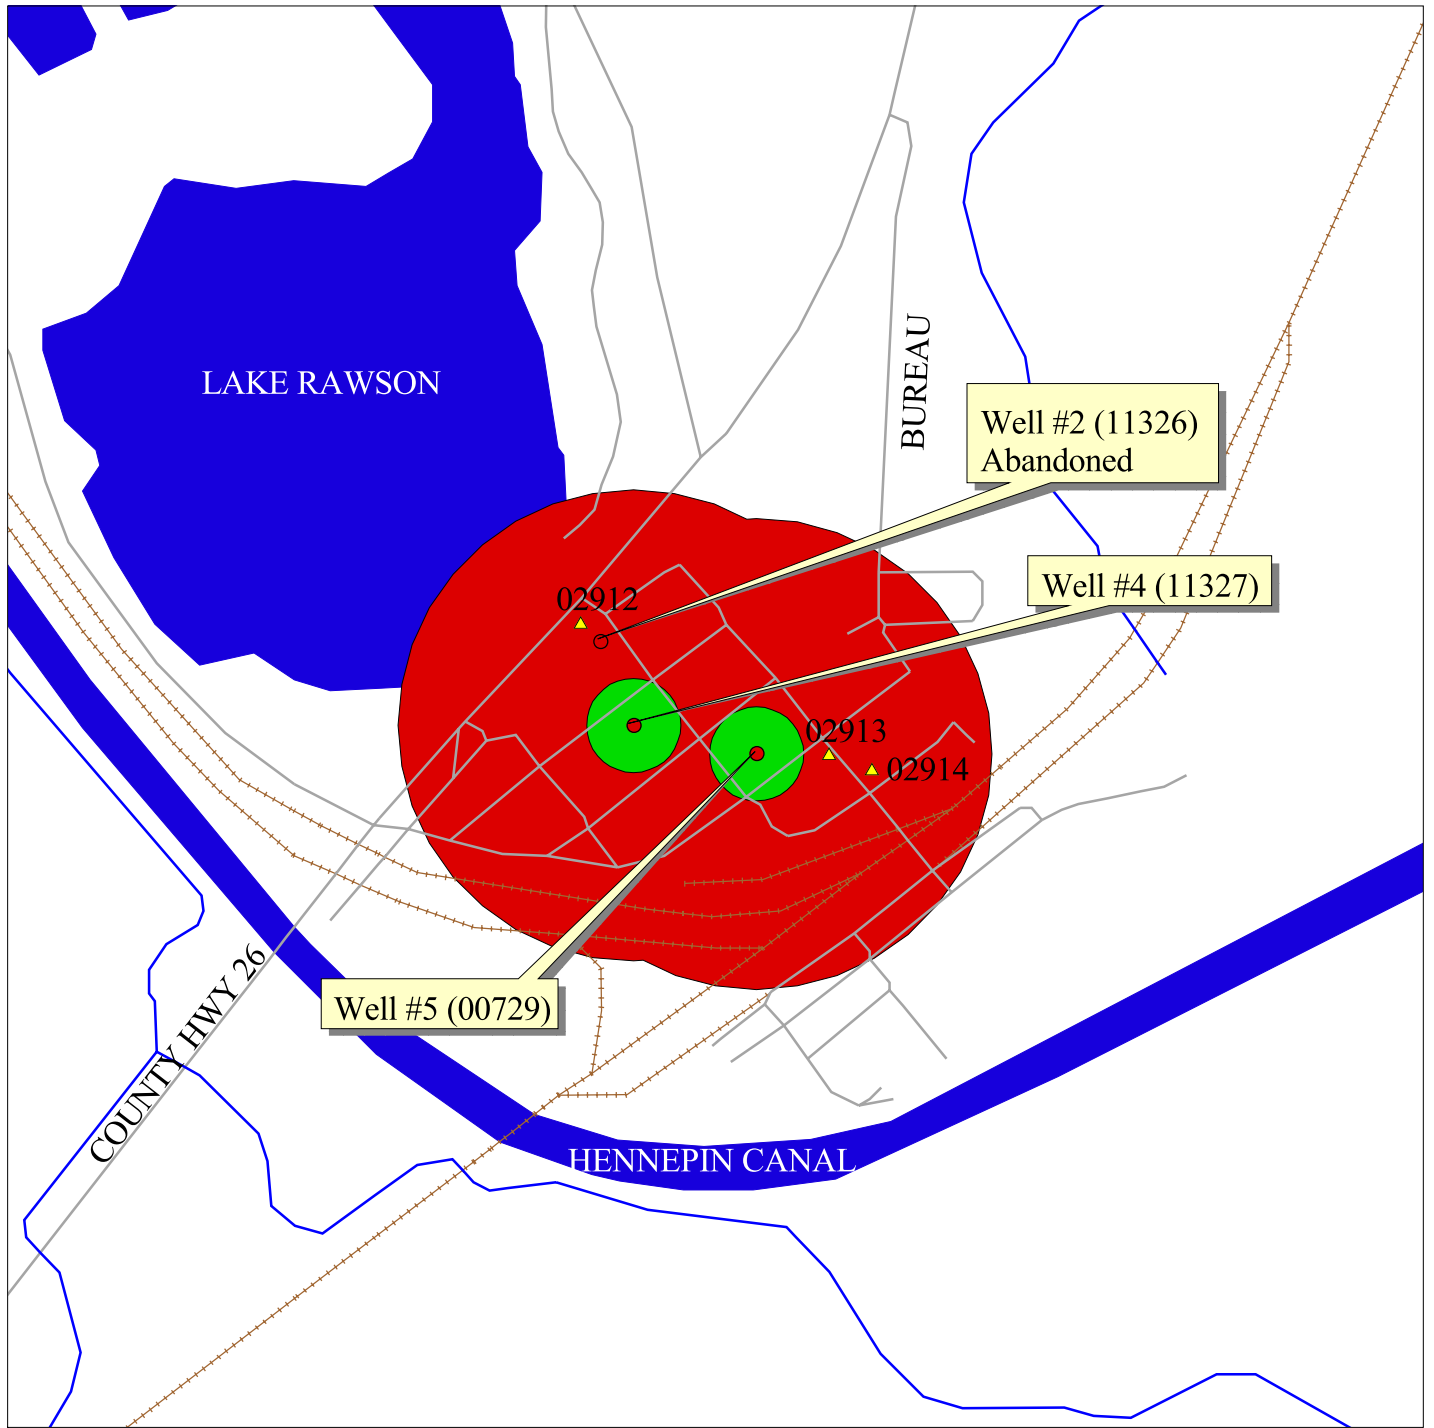 LAKE RAWSON
BUREAU
Well #2 (11326)
Abandoned
Well #4 (11327)
02912
02913
02914
COUNTY HWY 26
Well #5 (00729)
HENNEPIN CANAL